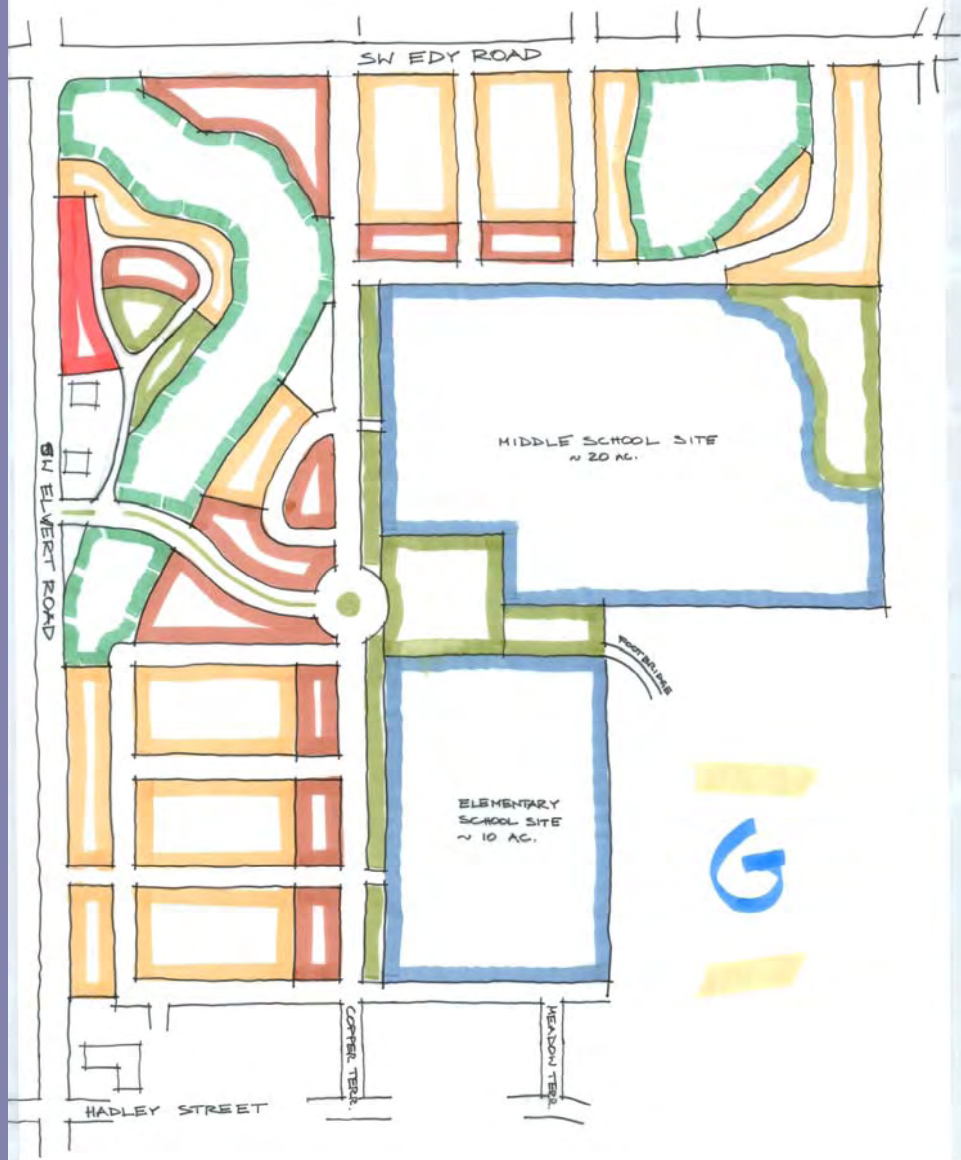 SW EDY ROAD
MIDDLE SCHOOL SITE
~ 20 AC.
SW ELWERT ROAD
FOOTBRIDGE
ELEMENTARY
SCHOOL SITE
~ 10 AC.
G
COPPER TERR.
MEADOW TERR.
HADLEY STREET